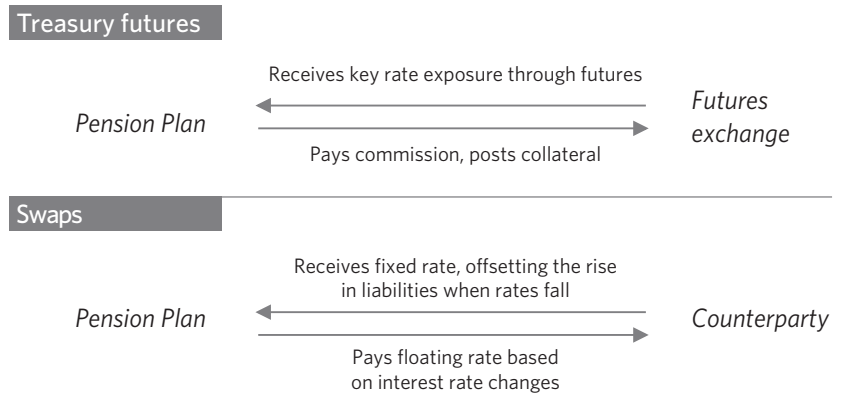 Treasury futures
Receives key rate exposure through futures
Pension Plan
Futures
exchange
Pays commission, posts collateral
Swaps
Receives fixed rate, offsetting the rise
in liabilities when rates fall
Pension Plan
Counterparty
Pays floating rate based
on interest rate changes